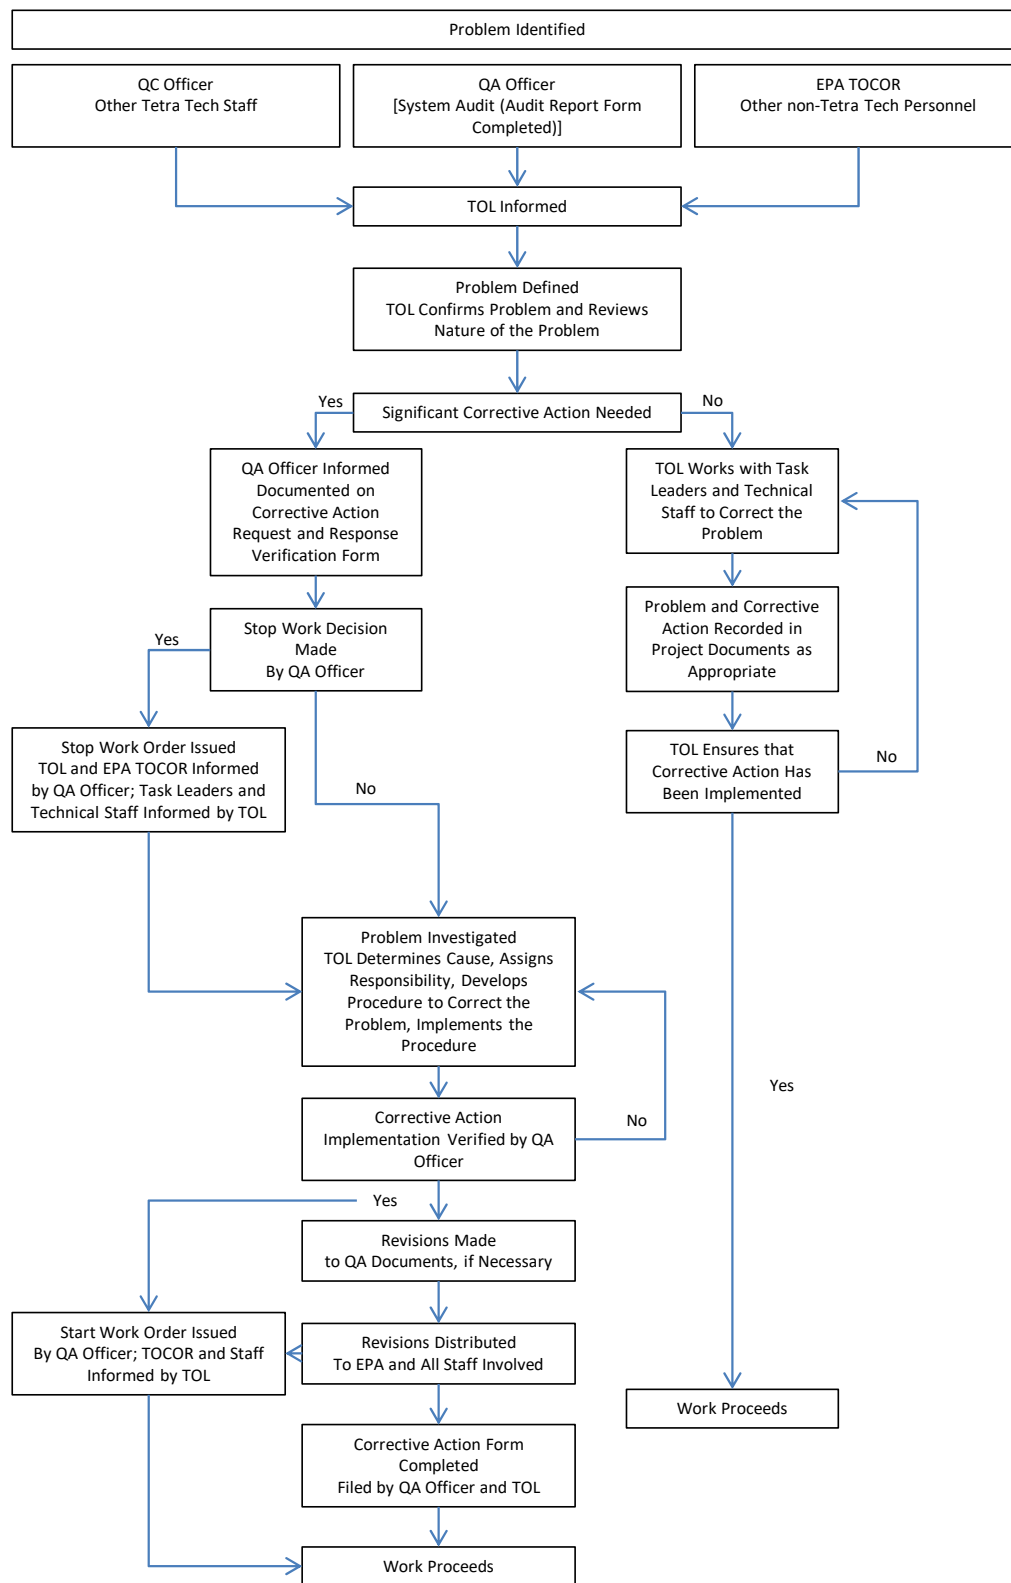 Problem Identified
QC Officer
Other Tetra Tech Staff
QA Officer
[System Audit (Audit Report Form
Completed)]
EPA TOCOR
Other non-Tetra Tech Personnel
TOL Informed
Problem Defined
TOL Confirms Problem and Reviews
Nature of the Problem
Yes
Significant Corrective Action Needed
No
QA Officer Informed
Documented on
Corrective Action
Request and Response
Verification Form
TOL Works with Task
Leaders and Technical
Staff to Correct the
Problem
Problem and Corrective
Action Recorded in
Project Documents as
Appropriate
Yes
Stop Work Decision
Made
By QA Officer
Stop Work Order Issued
TOL and EPA TOCOR Informed
by QA Officer; Task Leaders and
Technical Staff Informed by TOL
No
TOL Ensures that
Corrective Action Has
Been Implemented
No
Problem Investigated
TOL Determines Cause, Assigns
Responsibility, Develops
Procedure to Correct the
Problem, Implements the
Procedure
Yes
Corrective Action
Implementation Verified by QA
Officer
No
Yes
Revisions Made
to QA Documents, if Necessary
Start Work Order Issued
By QA Officer; TOCOR and Staff
Informed by TOL
Revisions Distributed
To EPA and All Staff Involved
Work Proceeds
Corrective Action Form
Completed
Filed by QA Officer and TOL
Work Proceeds